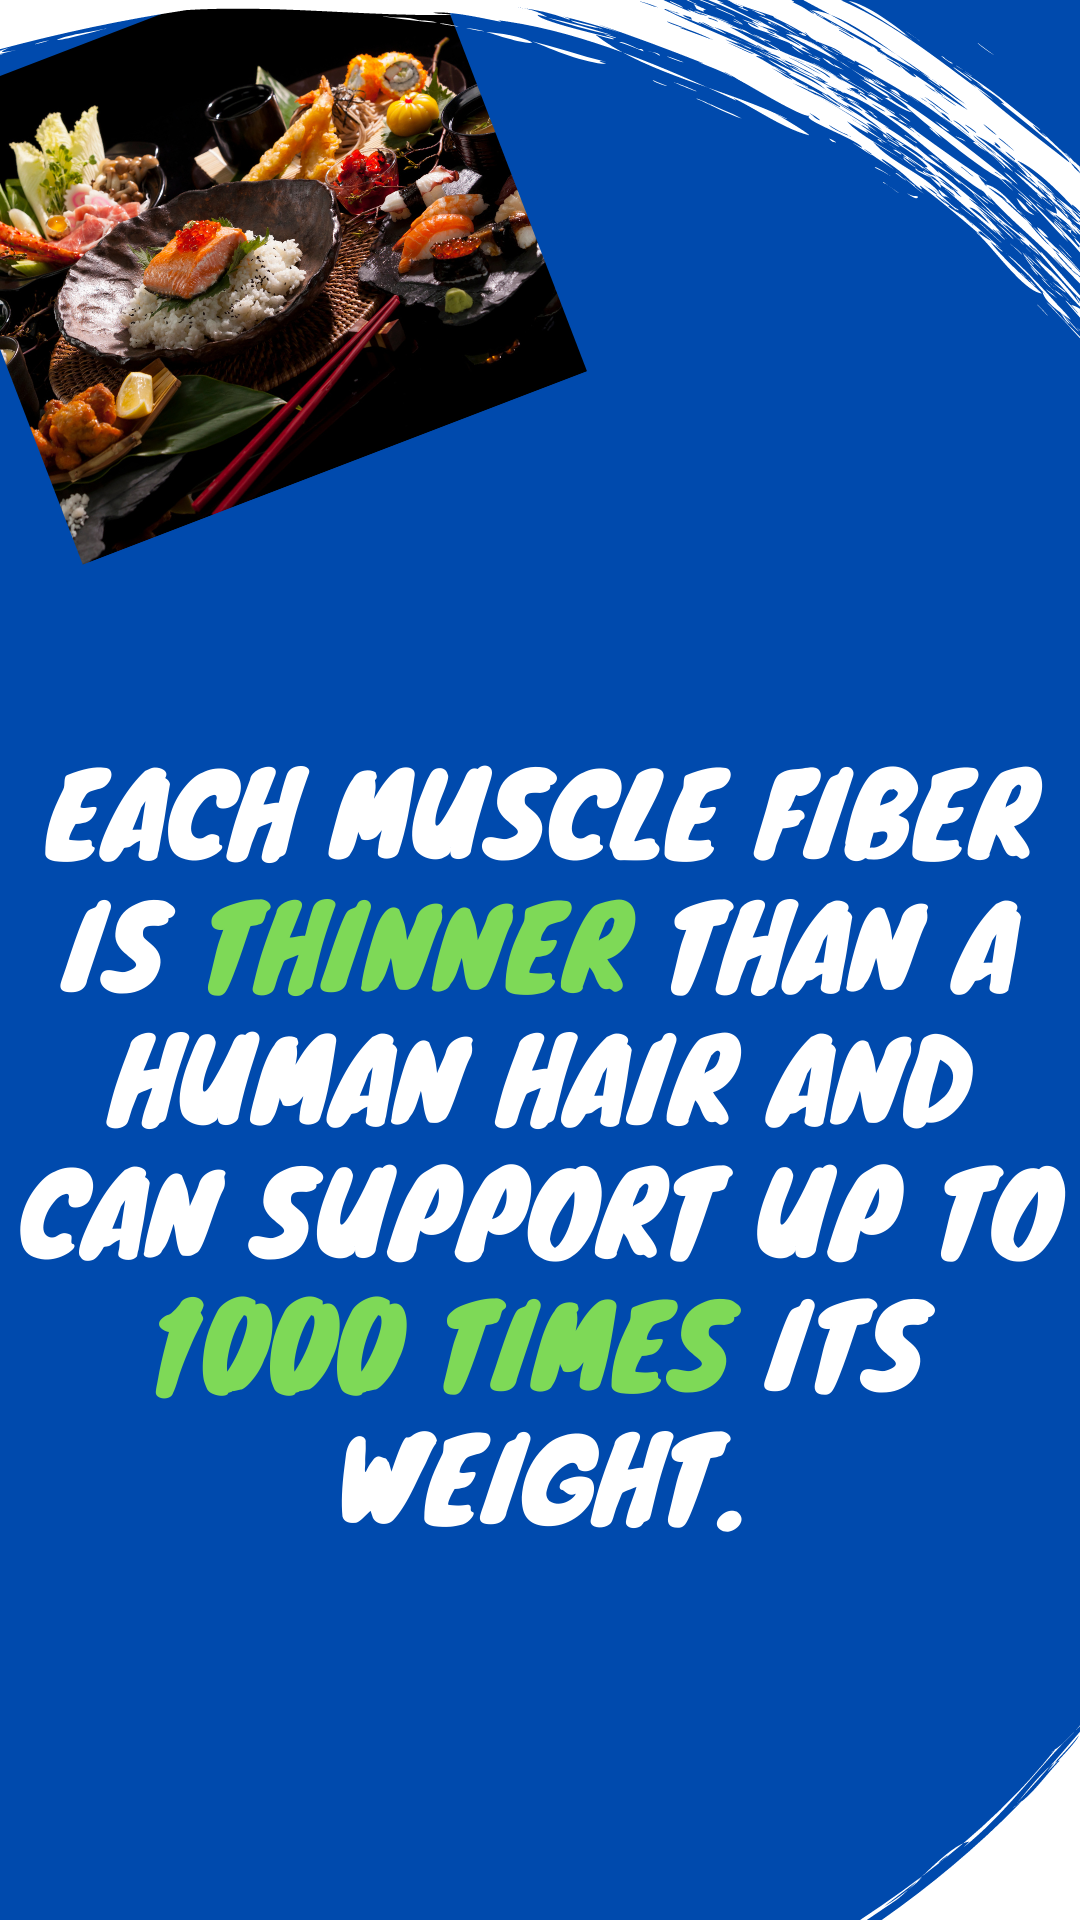 EACH MUSCLE FIBER
IS THINNER THAN A
HUMAN HAIR AND
CAN SUPPORT UP TO
1000 TIMES ITS
WEIGHT.